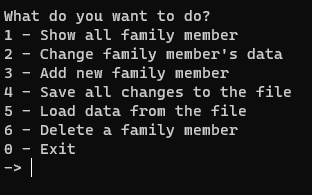 What do you want to do?
1 - Show all family member
2 - Change family member's data
3 - Add new family member
4 - Save all changes to the file
5 - Load data from the file
6 - Delete a family member
0 - Exit
->